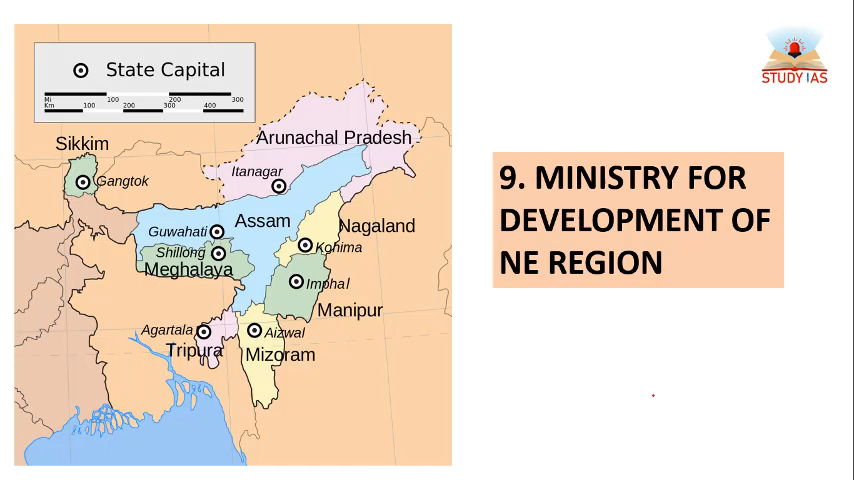 State Capital
Mi 100 200 300
Km 100 200 300 400
Sikkim
Gangtok
Arunachal Pradesh
Itanagar
Assam
Guwahati
Nagaland
Shillong
Kohima
Meghalaya
Imphal
Manipur
Agartala
Aizwal
Tripura
Mizoram
STUDY IAS
9. MINISTRY FOR
DEVELOPMENT OF
NE REGION